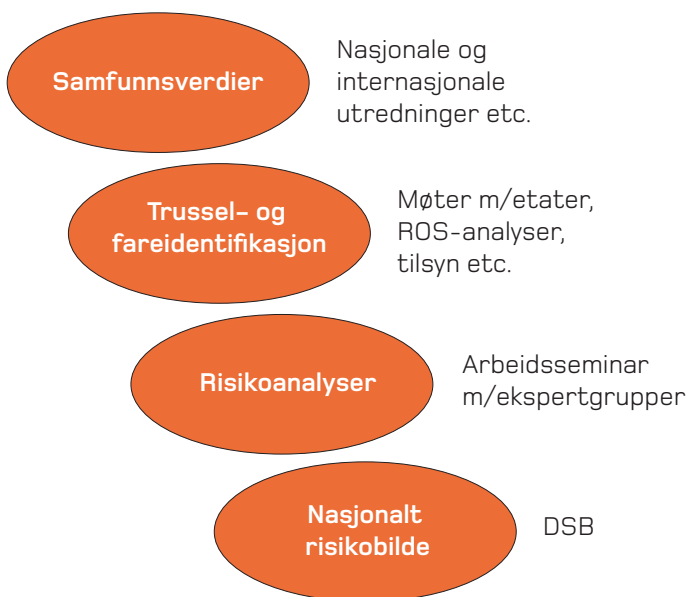 Samfunnsverdier
Nasjonale og
internasjonale
utredninger etc.
Trussel- og
fareidentifikasjon
Møter m/etater,
ROS-analyser,
tilsyn etc.
Risikoanalyser
Arbeidsseminar
m/ekspertgrupper
Nasjonalt
risikobilde
DSB